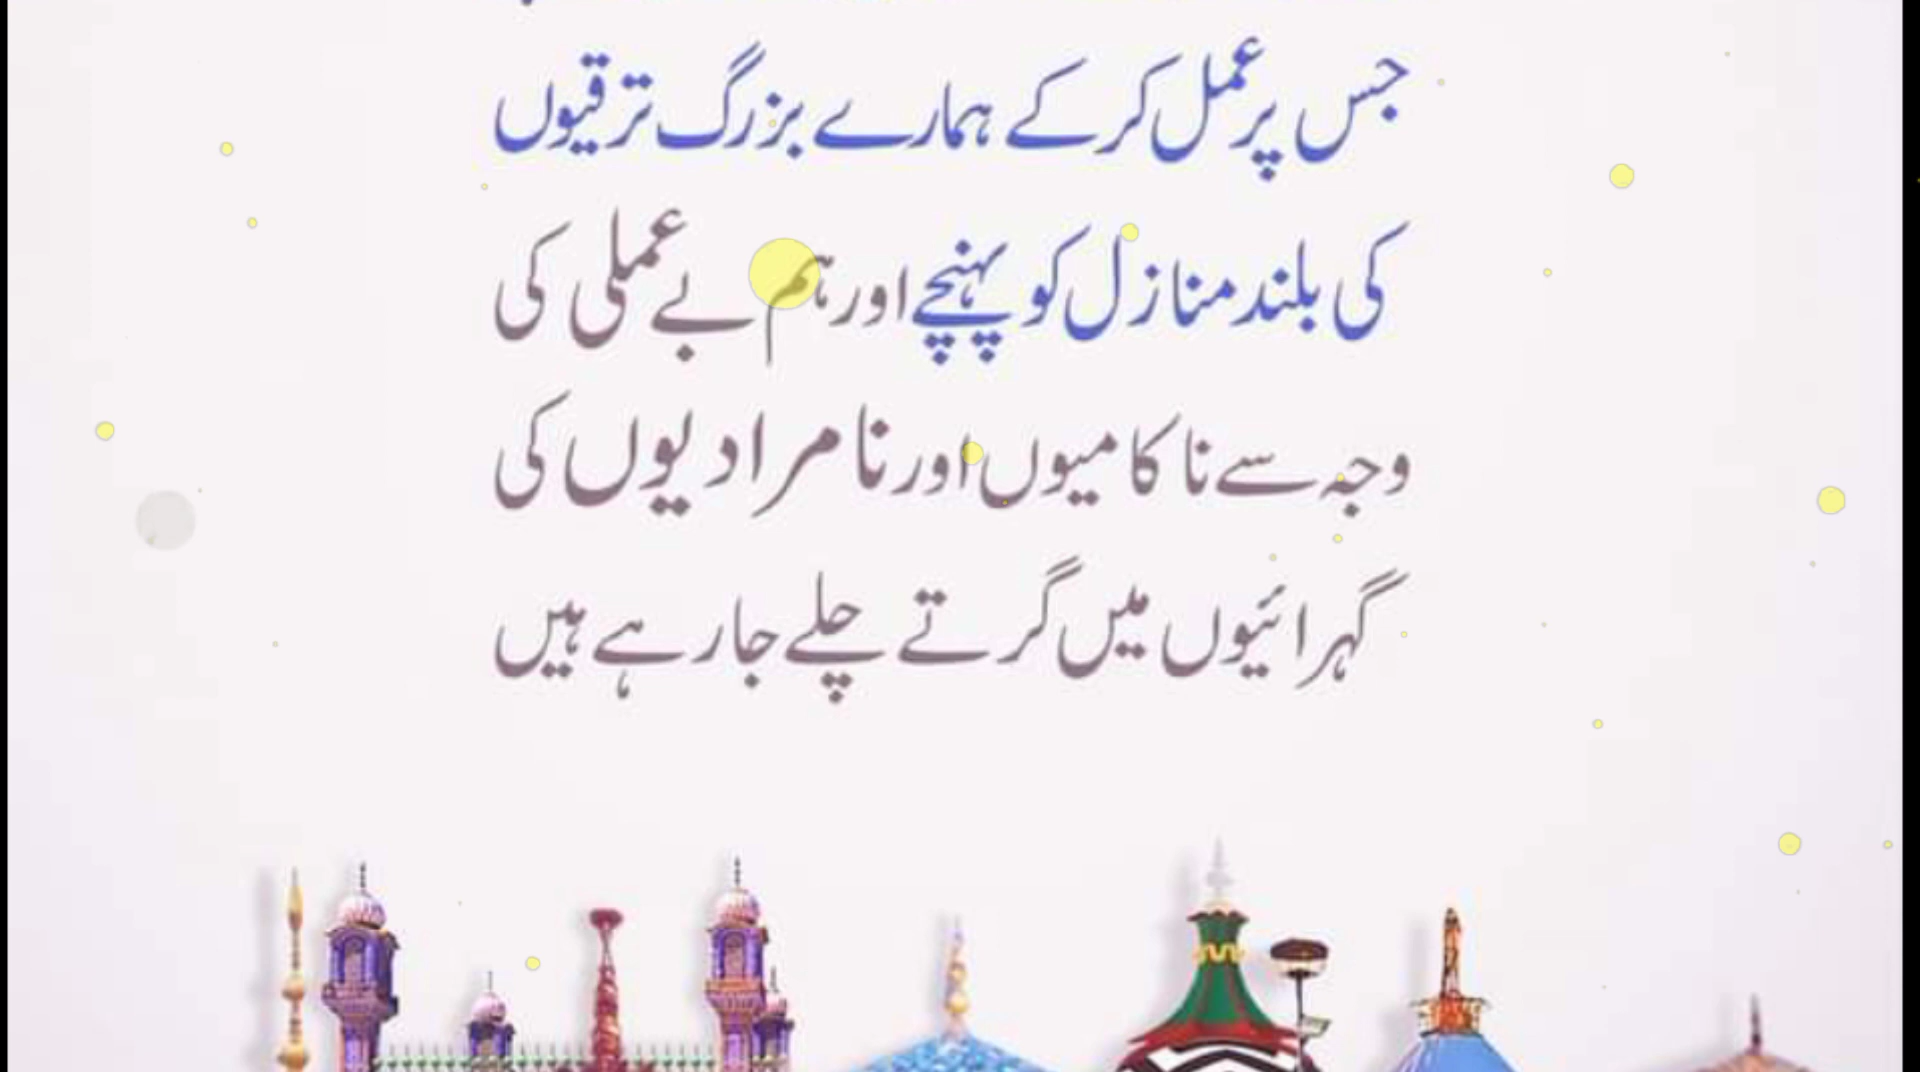 جس پر عمل کر کے ہمارے بزرگ ترقیوں
کی بلند منازل کو پہنچے اور ہم بے عملی کی
وجہ سے ناکامیوں اور نامرادیوں کی
گہرائیوں میں گرتے چلے جا رہے ہیں